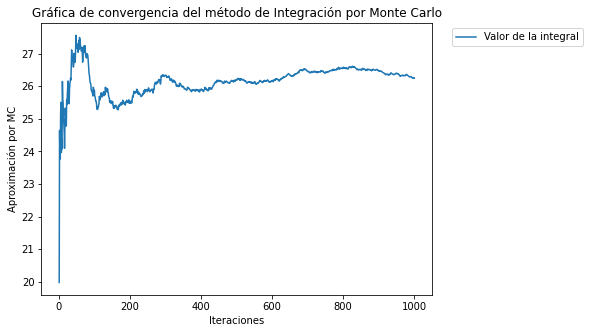 Gráfica de convergencia del método de Integración por Monte Carlo
Valor de la integral
Aproximación por MC
27
26
25
24
23
22
21
20
0 200 400 600 800 1000
Iteraciones